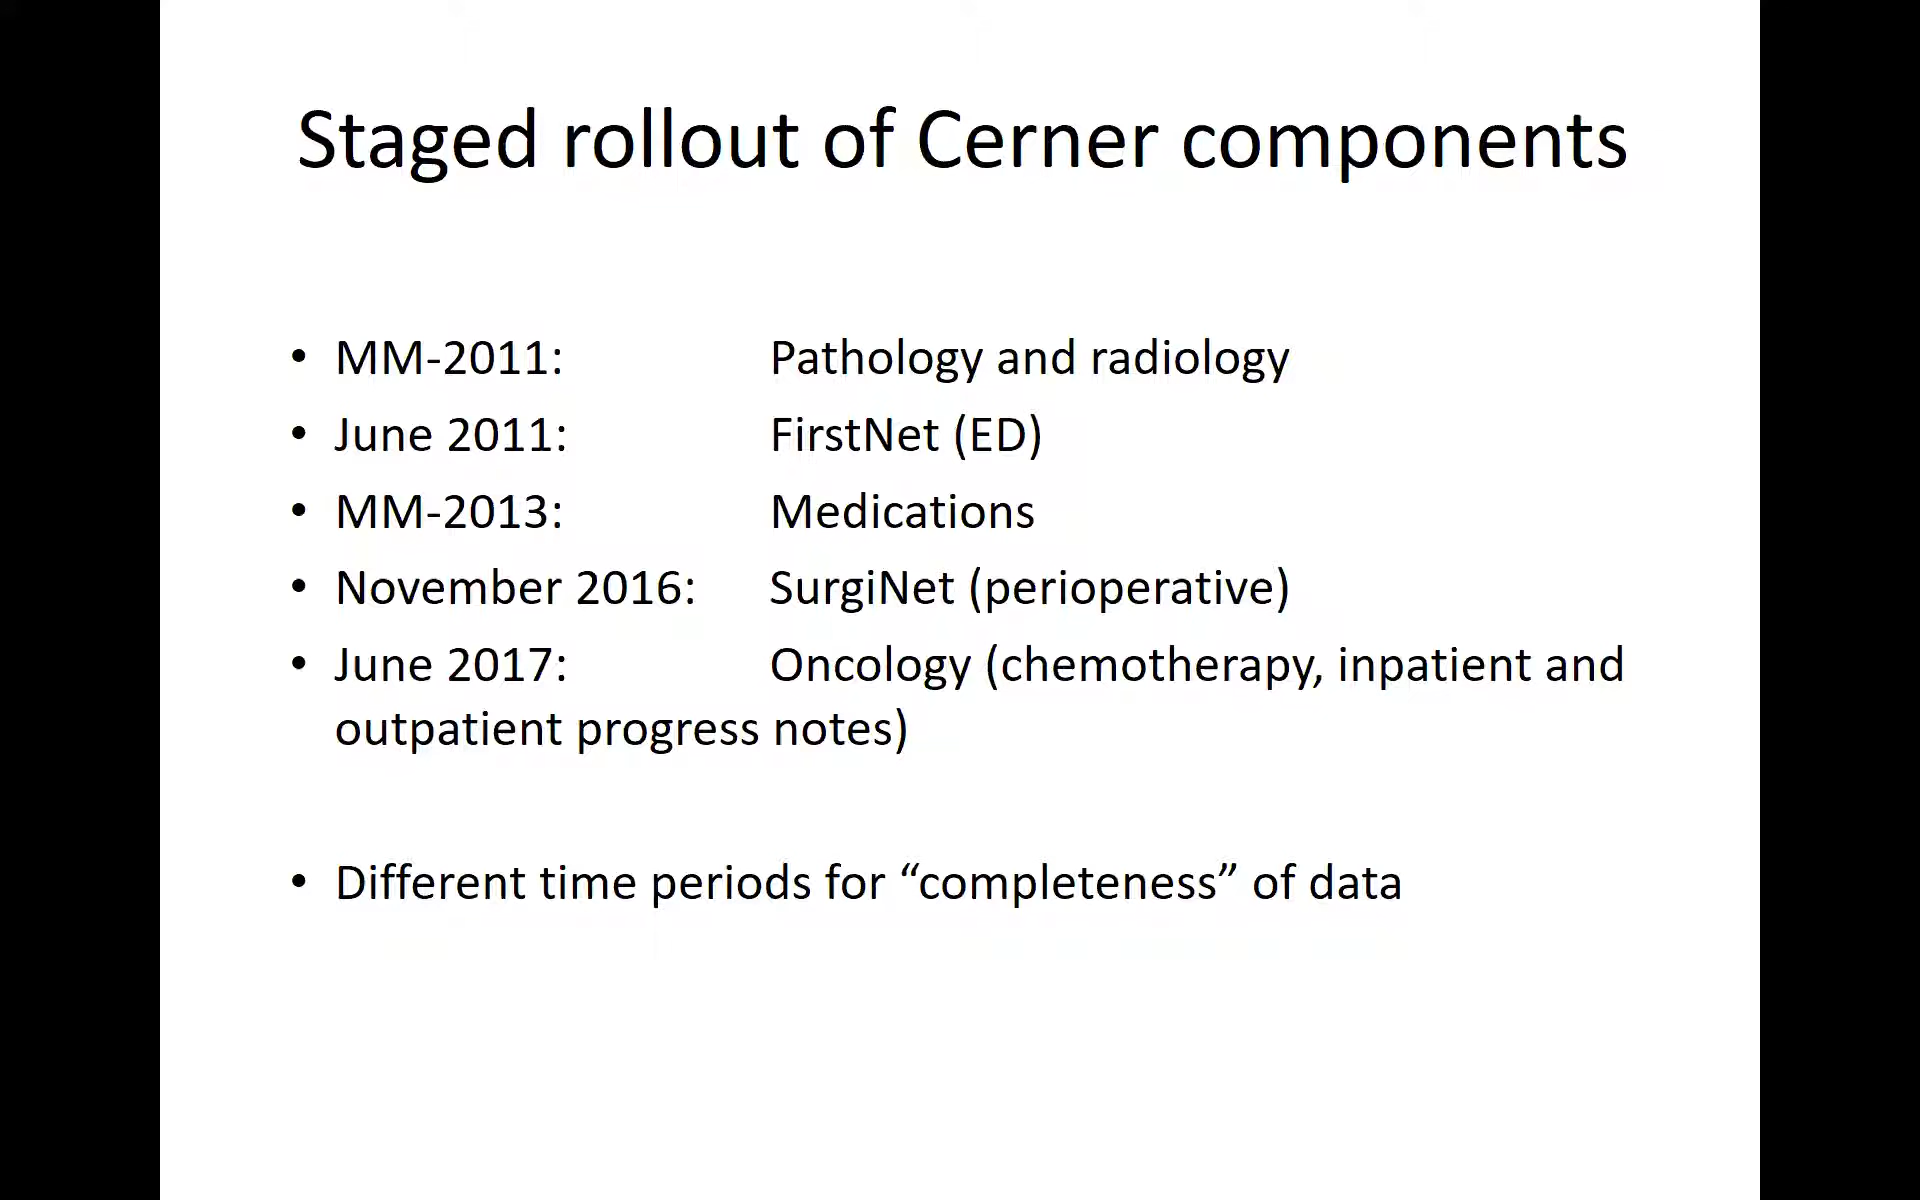 Staged rollout of Cerner components
• MM-2011: Pathology and radiology
• June 2011: FirstNet (ED)
• MM-2013: Medications
• November 2016: SurgiNet (perioperative)
• June 2017: Oncology (chemotherapy, inpatient and
outpatient progress notes)
• Different time periods for “completeness” of data